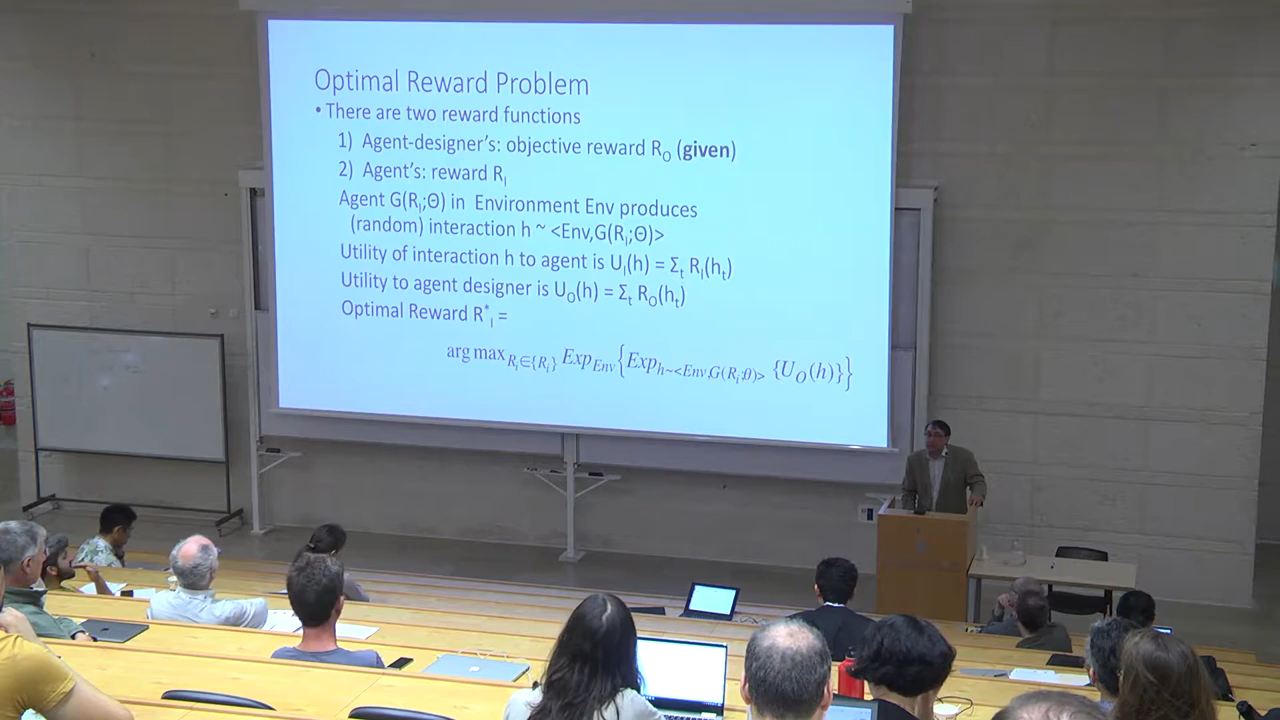 Optimal Reward Problem
• There are two reward functions
1) Agent-designer's: objective reward R_O (given)
2) Agent's: reward R_I
Agent G(R_I;Θ) in Environment Env produces
(random) interaction h ~ <Env,G(R_I;Θ)>
Utility of interaction h to agent is U_I(h) = Σ_t R_I(h_t)
Utility to agent designer is U_O(h) = Σ_t R_O(h_t)
Optimal Reward R*_I =
arg max_{R_i∈{R_i}} Exp_{Env}{Exp_{h~<Env,G(R_i;θ)>} {U_O(h)}}